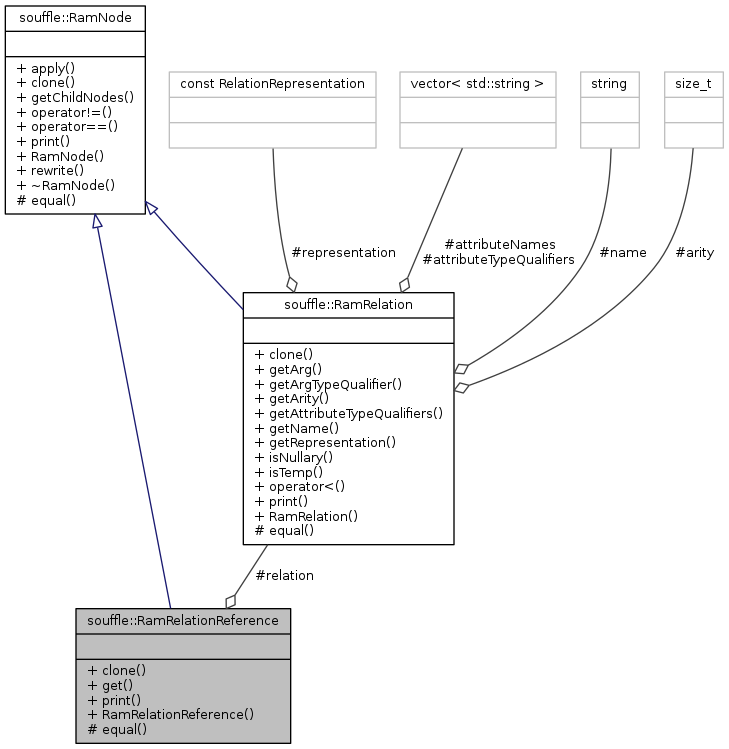 souffle::RamNode
+ apply()
+ clone()
+ getChildNodes()
+ operator!=()
+ operator==()
+ print()
+ RamNode()
+ rewrite()
+ ~RamNode()
# equal()
const RelationRepresentation
vector< std::string >
string
size_t
#representation
#attributeNames
#attributeTypeQualifiers
#name
#arity
souffle::RamRelation
+ clone()
+ getArg()
+ getArgTypeQualifier()
+ getArity()
+ getAttributeTypeQualifiers()
+ getName()
+ getRepresentation()
+ isNullary()
+ isTemp()
+ operator<()
+ print()
+ RamRelation()
# equal()
#relation
souffle::RamRelationReference
+ clone()
+ get()
+ print()
+ RamRelationReference()
# equal()